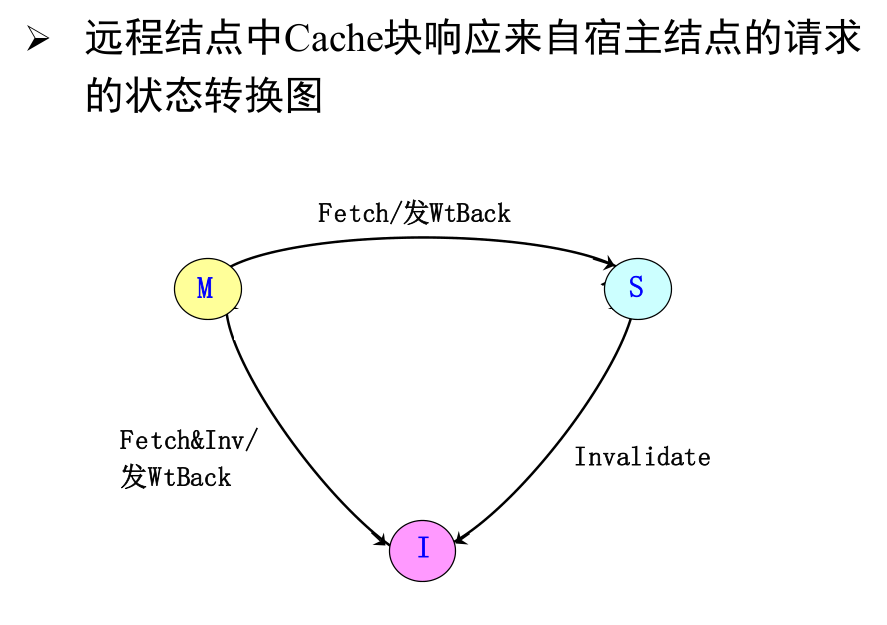 ➢ 远程结点中Cache块响应来自宿主结点的请求
的状态转换图
Fetch/发WtBack
M
S
Fetch&Inv/
发WtBack
Invalidate
I